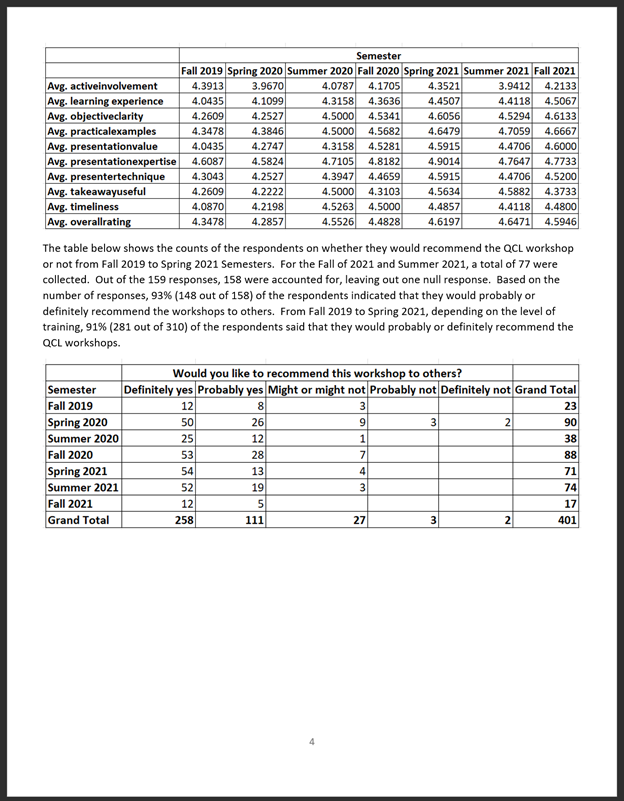 Semester
Fall 2019 Spring 2020 Summer 2020 Fall 2020 Spring 2021 Summer 2021 Fall 2021
Avg. activeinvolvement 4.3913 3.9670 4.0787 4.1705 4.3521 3.9412 4.2133
Avg. learning experience 4.0435 4.1099 4.3158 4.3636 4.4507 4.4118 4.5067
Avg. objectiveclarity 4.2609 4.2527 4.5000 4.5341 4.6056 4.5294 4.6133
Avg. practicalexamples 4.3478 4.3846 4.5000 4.5682 4.6479 4.7059 4.6667
Avg. presentationvalue 4.0435 4.2747 4.3158 4.5281 4.5915 4.4706 4.6000
Avg. presentationexpertise 4.6087 4.5824 4.7105 4.8182 4.9014 4.7647 4.7733
Avg. presentertechnique 4.3043 4.2527 4.3947 4.4659 4.5915 4.4706 4.5200
Avg. takeawayuseful 4.2609 4.2222 4.5000 4.3103 4.5634 4.5882 4.3733
Avg. timeliness 4.0870 4.2198 4.5263 4.5000 4.4857 4.4118 4.4800
Avg. overallrating 4.3478 4.2857 4.5526 4.4828 4.6197 4.6471 4.5946
The table below shows the counts of the respondents on whether they would recommend the QCL workshop
or not from Fall 2019 to Spring 2021 Semesters. For the Fall of 2021 and Summer 2021, a total of 77 were
collected. Out of the 159 responses, 158 were accounted for, leaving out one null response. Based on the
number of responses, 93% (148 out of 158) of the respondents indicated that they would probably or
definitely recommend the workshops to others. From Fall 2019 to Spring 2021, depending on the level of
training, 91% (281 out of 310) of the respondents said that they would probably or definitely recommend the
QCL workshops.
Would you like to recommend this workshop to others?
Semester Definitely yes Probably yes Might or might not Probably not Definitely not Grand Total
Fall 2019 12 8 3 23
Spring 2020 50 26 9 3 2 90
Summer 2020 25 12 1 38
Fall 2020 53 28 7 88
Spring 2021 54 13 4 71
Summer 2021 52 19 3 74
Fall 2021 12 5 17
Grand Total 258 111 27 3 2 401
4